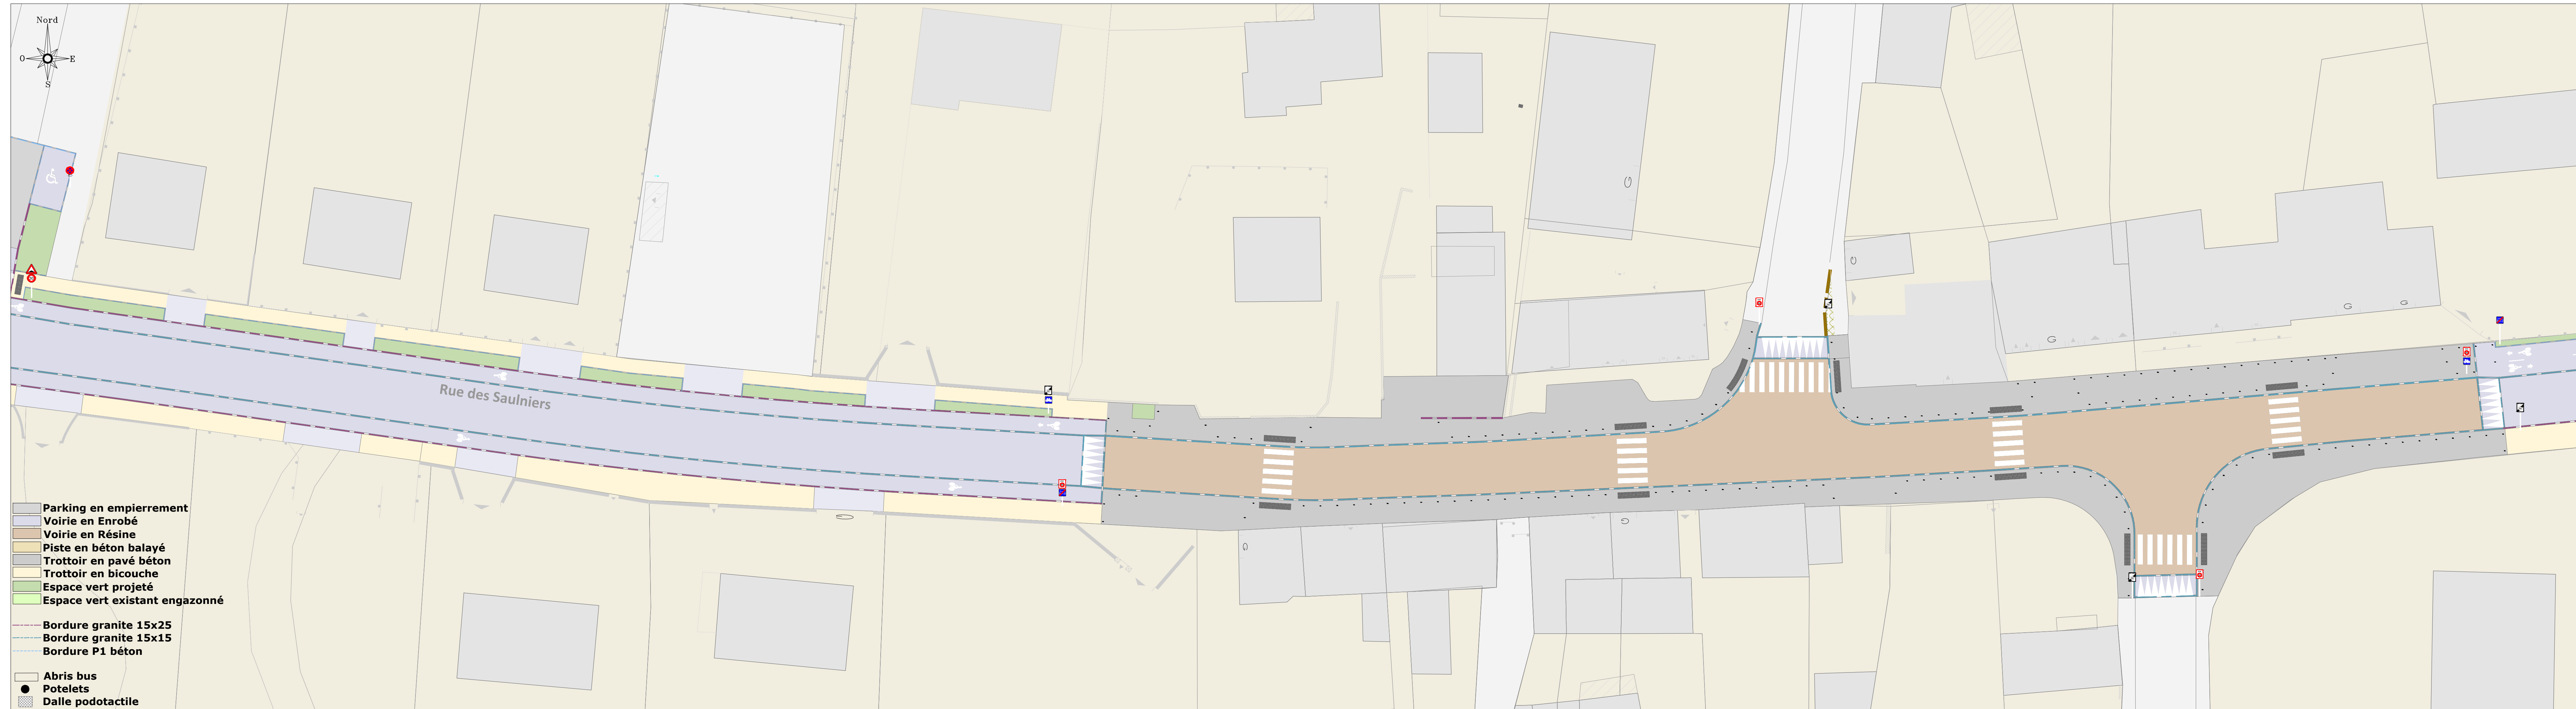 Nord
O
E
S
Rue des Saulniers
Parking en empierrement
Voirie en Enrobé
Voirie en Résine
Piste en béton balayé
Trottoir en pavé béton
Trottoir en bicouche
Espace vert projeté
Espace vert existant engazonné
Bordure granite 15x25
Bordure granite 15x15
Bordure P1 béton
Abris bus
Potelets
Dalle podotactile